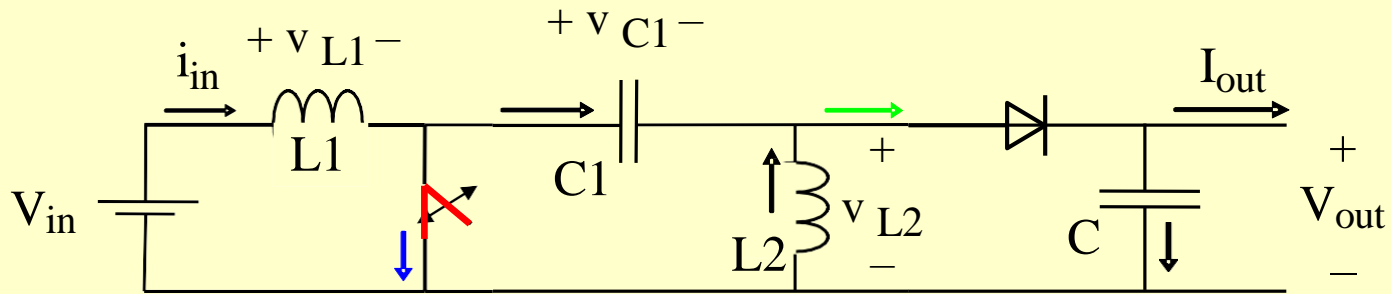 + v L1 −
+ v C1 −
i in
I out
L1
C1
+
+
V in
v L2
V out
L2
C
−
−